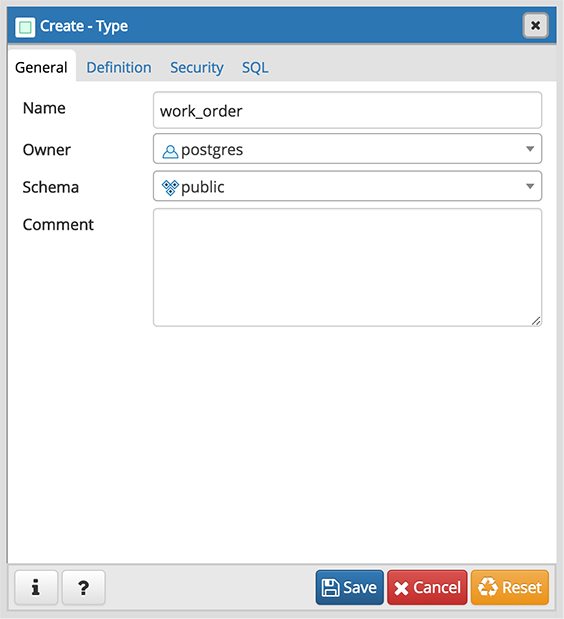 Create - Type
General Definition Security SQL
Name work_order
Owner postgres
Schema public
Comment
i ? Save Cancel Reset